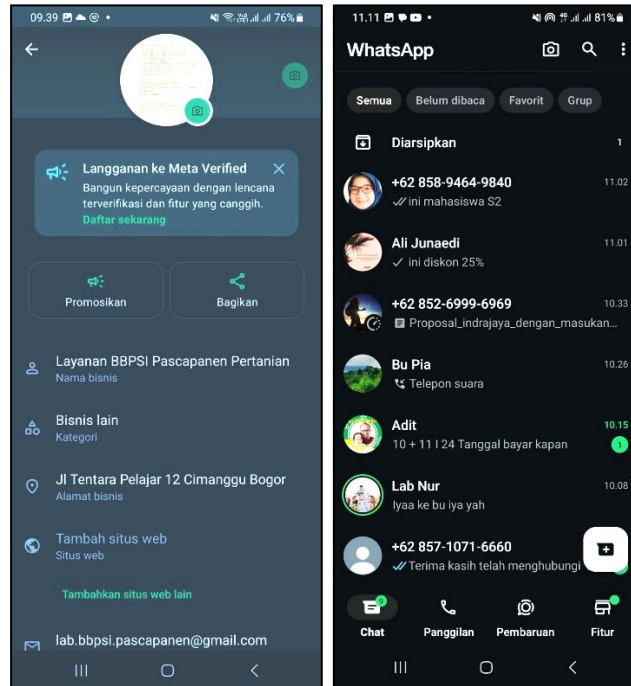 09.39
76%
Langganan ke Meta Verified
Bangun kepercayaan dengan lencana
terverifikasi dan fitur yang canggih.
Daftar sekarang
Promosikan
Bagikan
Layanan BBPSI Pascapanen Pertanian
Nama bisnis
Bisnis lain
Kategori
Jl Tentara Pelajar 12 Cimanggu Bogor
Alamat bisnis
Tambah situs web
Situs web
Tambahkan situs web lain
lab.bbpsi.pascapanen@gmail.com
11.11
81%
WhatsApp
Semua Belum dibaca Favorit Grup
Diarsipkan 1
+62 858-9464-9840 11.02
ini mahasiswa S2
Ali Junaedi 11.01
ini diskon 25%
+62 852-6999-6969 10.33
Proposal_indrajaya_dengan_masukan...
Bu Pia 10.26
Telepon suara
Adit 10.15
10 + 11 I 24 Tanggal bayar kapan 1
Lab Nur 10.08
Iyaa ke bu iya yah
+62 857-1071-6660
Terima kasih telah menghubungi
9
Chat Panggilan Pembaruan Fitur